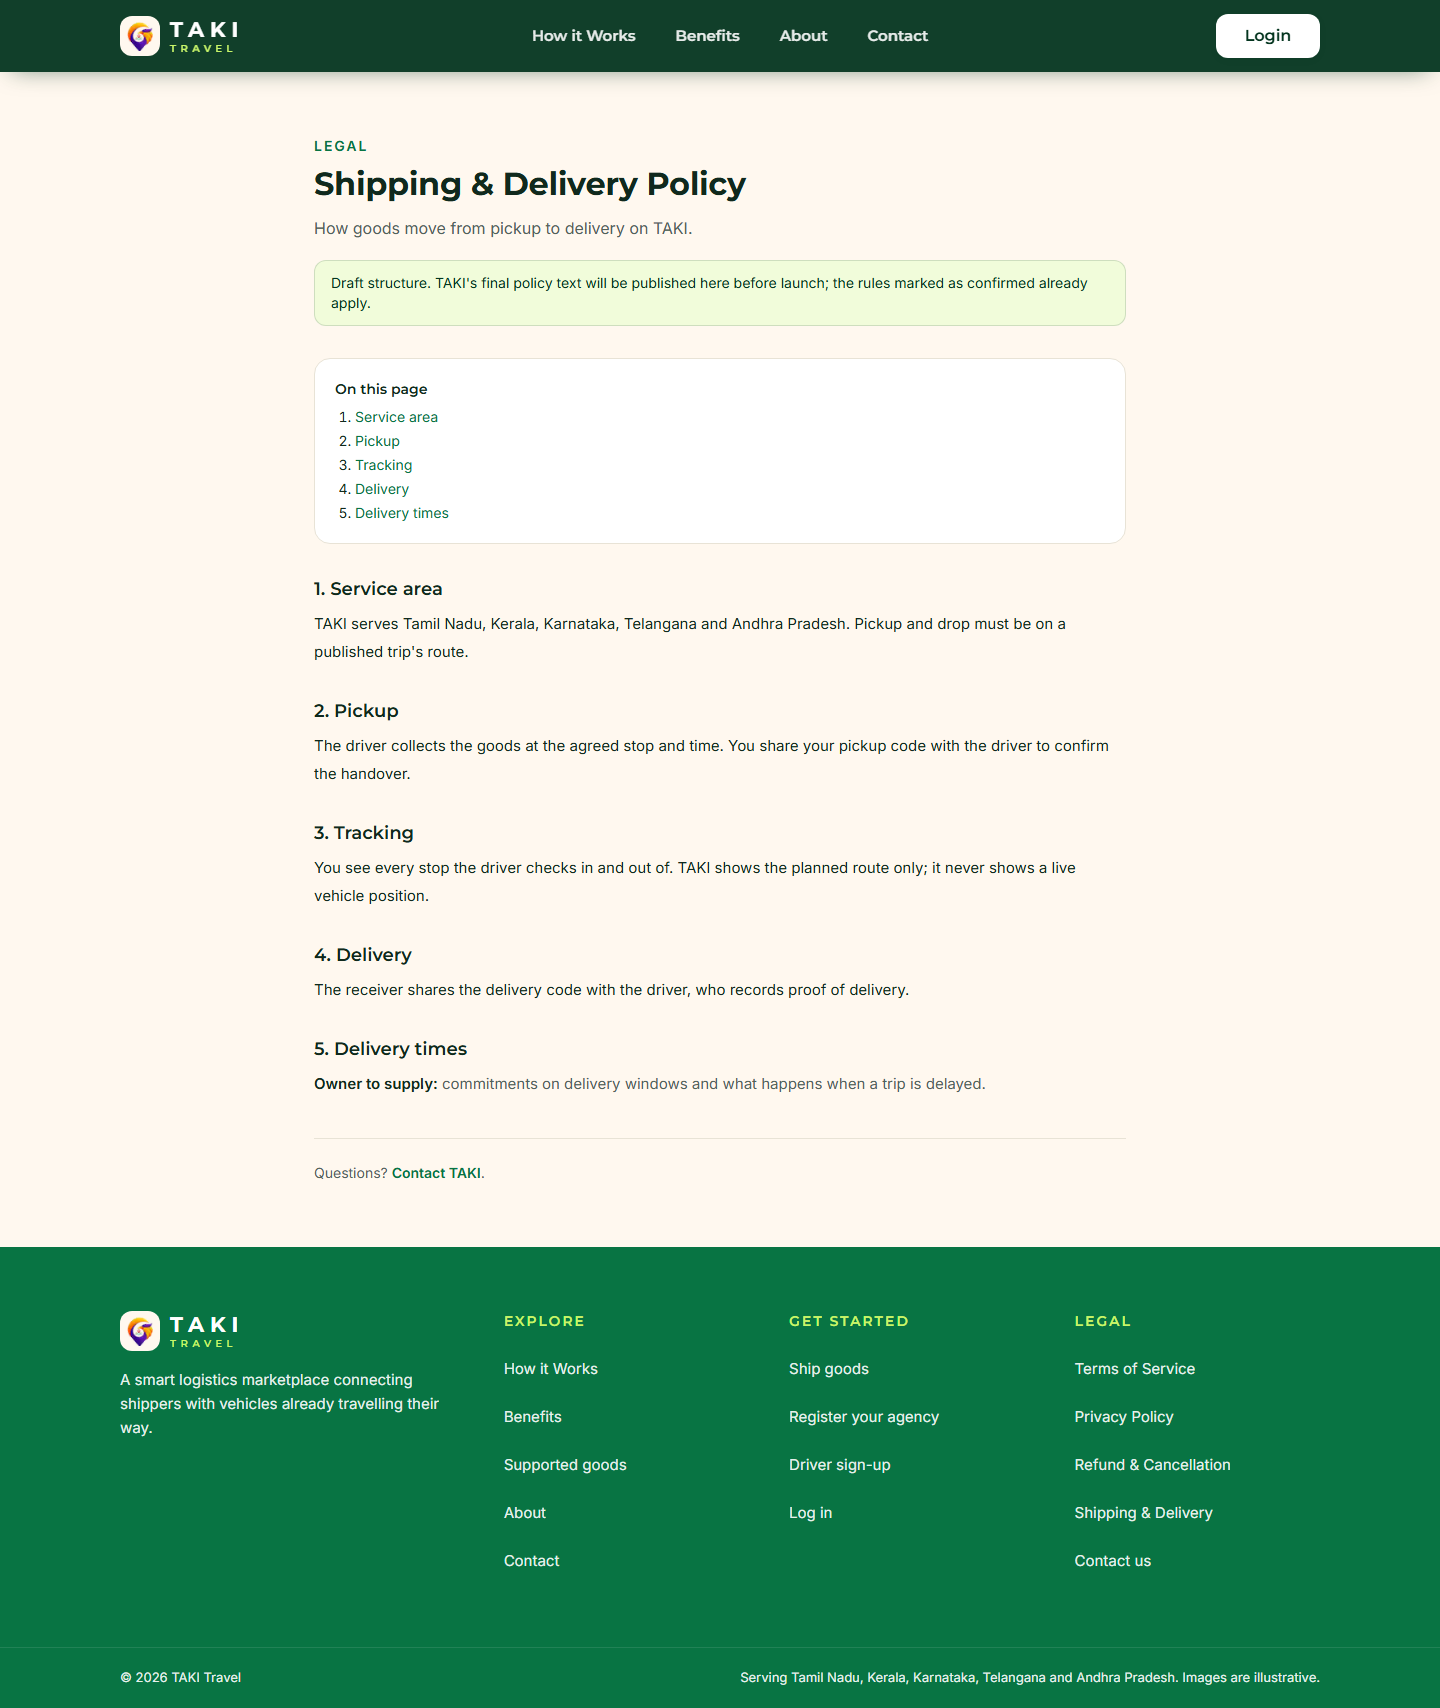 TAKI
TRAVEL
How it Works
Benefits
About
Contact
Login
LEGAL
Shipping & Delivery Policy
How goods move from pickup to delivery on TAKI.
Draft structure. TAKI's final policy text will be published here before launch; the rules marked as confirmed already
apply.
On this page
1. Service area
2. Pickup
3. Tracking
4. Delivery
5. Delivery times
1. Service area
TAKI serves Tamil Nadu, Kerala, Karnataka, Telangana and Andhra Pradesh. Pickup and drop must be on a
published trip's route.
2. Pickup
The driver collects the goods at the agreed stop and time. You share your pickup code with the driver to confirm
the handover.
3. Tracking
You see every stop the driver checks in and out of. TAKI shows the planned route only; it never shows a live
vehicle position.
4. Delivery
The receiver shares the delivery code with the driver, who records proof of delivery.
5. Delivery times
Owner to supply: commitments on delivery windows and what happens when a trip is delayed.
Questions? Contact TAKI.
TAKI
TRAVEL
A smart logistics marketplace connecting
shippers with vehicles already travelling their
way.
EXPLORE
How it Works
Benefits
Supported goods
About
Contact
GET STARTED
Ship goods
Register your agency
Driver sign-up
Log in
LEGAL
Terms of Service
Privacy Policy
Refund & Cancellation
Shipping & Delivery
Contact us
© 2026 TAKI Travel
Serving Tamil Nadu, Kerala, Karnataka, Telangana and Andhra Pradesh. Images are illustrative.